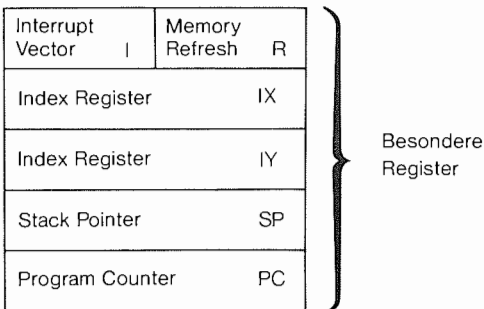 Interrupt
Vector I
Memory
Refresh R
Index Register IX
Index Register IY
Stack Pointer SP
Program Counter PC
Besondere
Register